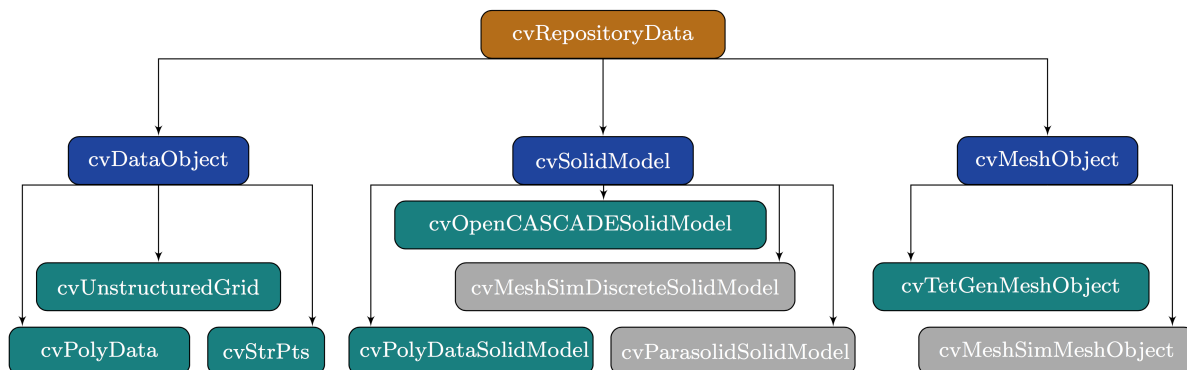 cvRepositoryData
cvDataObject
cvSolidModel
cvMeshObject
cvOpenCASCADESolidModel
cvUnstructuredGrid
cvMeshSimDiscreteSolidModel
cvTetGenMeshObject
cvPolyData
cvStrPts
cvPolyDataSolidModel
cvParasolidSolidModel
cvMeshSimMeshObject